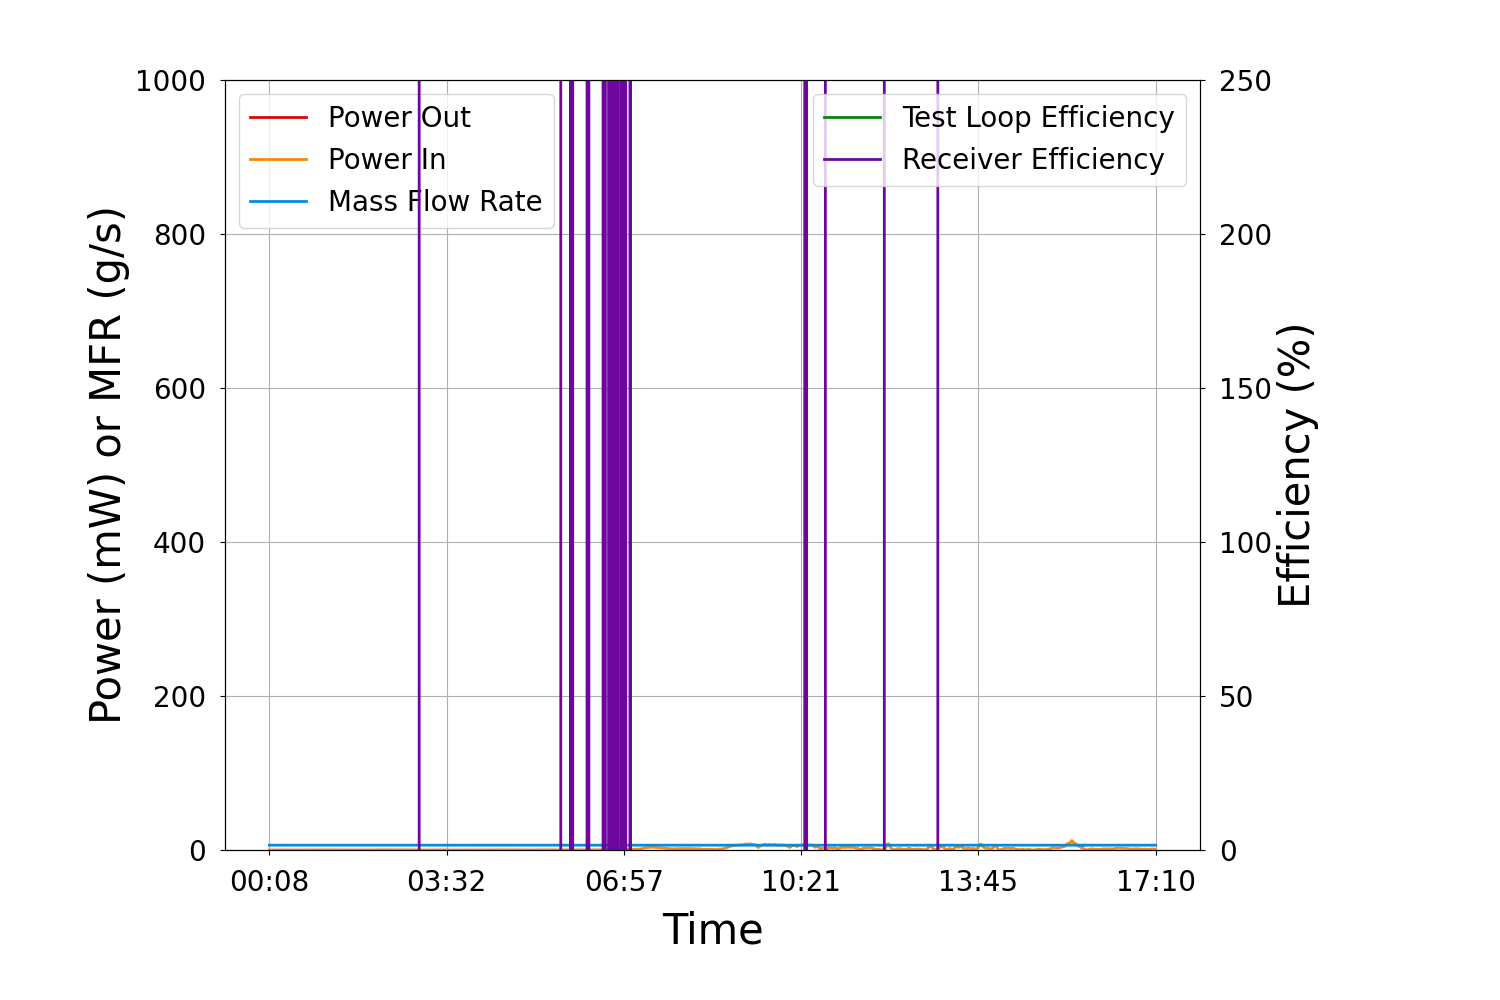 1000
800
600
400
200
0
Power (mW) or MFR (g/s)
Power Out
Power In
Mass Flow Rate
Test Loop Efficiency
Receiver Efficiency
250
200
150
100
50
0
Efficiency (%)
00:08 03:32 06:57 10:21 13:45 17:10
Time